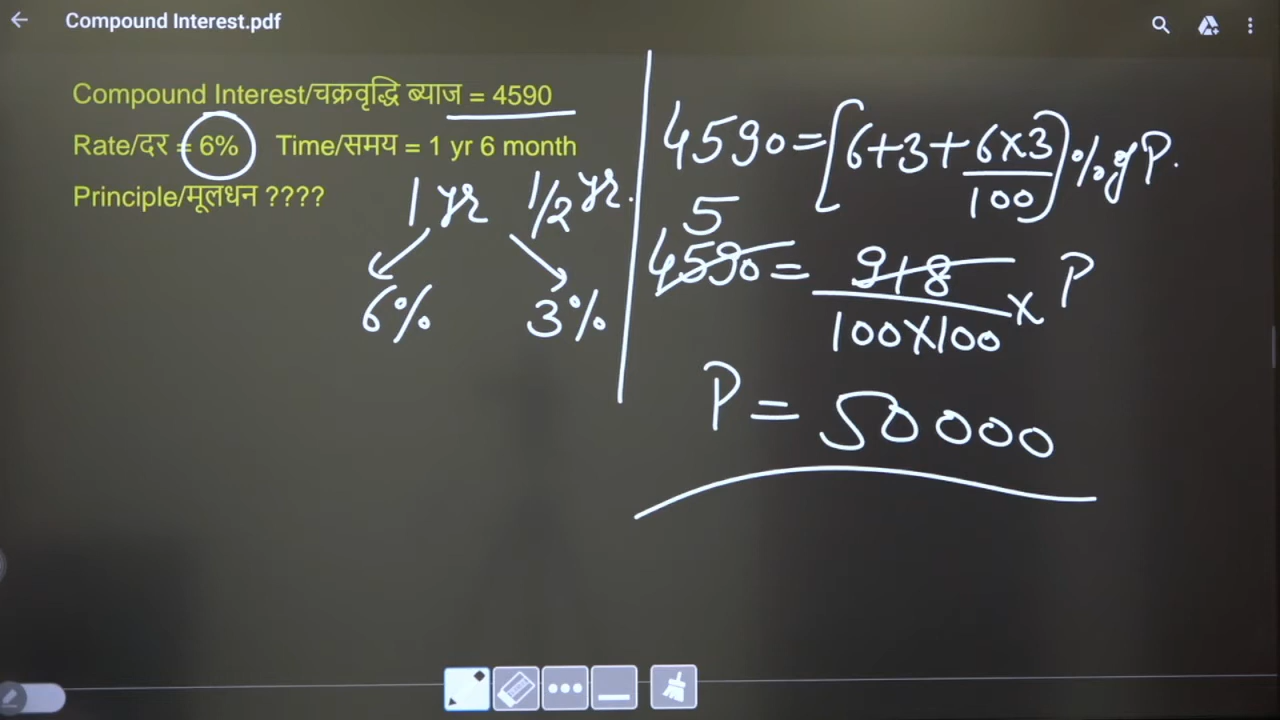 Compound Interest.pdf
Compound Interest/चक्रवृद्धि ब्याज = 4590
Rate/दर = 6% Time/समय = 1 yr 6 month
Principle/मूलधन ????
1 yr 1/2 yr.
6% 3%
4590 = [6+3+ 6×3/100]% of P.
5
4590 = 918/100×100 × P
P = 50000